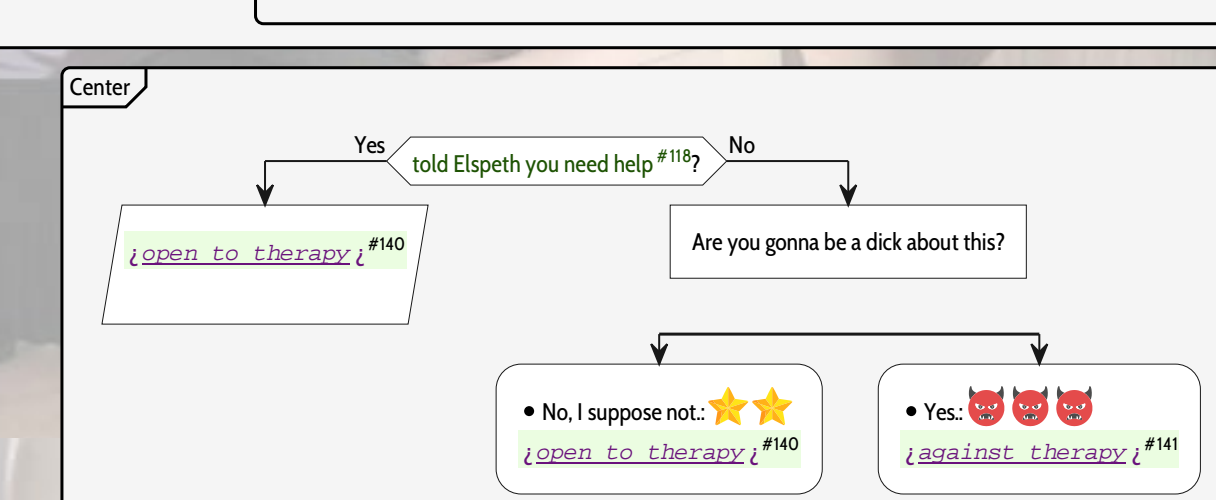 Center
Yes
told Elspeth you need help #118?
No
¿open to therapy¿#140
Are you gonna be a dick about this?
• No, I suppose not.:
¿open to therapy¿#140
• Yes.:
¿against therapy¿#141